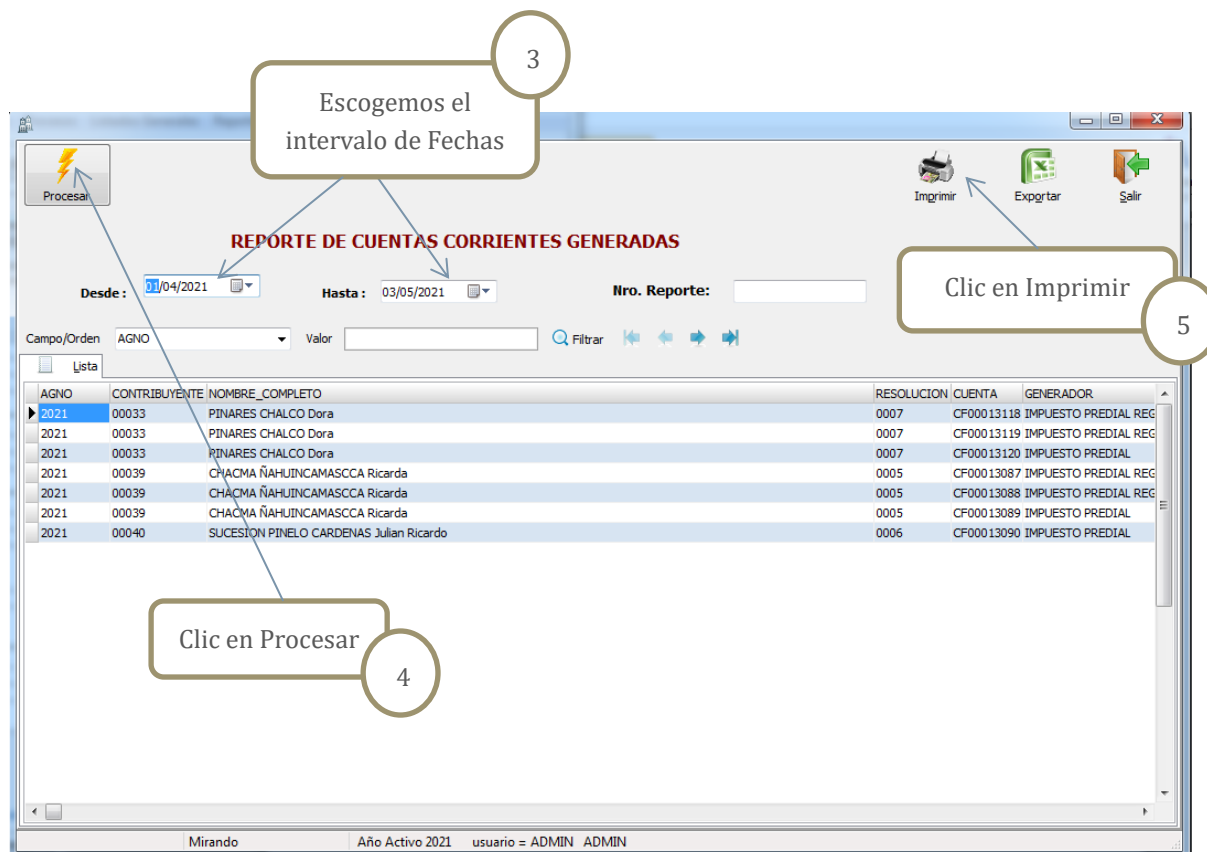 3
Escogemos el
intervalo de Fechas
Procesar
Imprimir
Exportar
Salir
REPORTE DE CUENTAS CORRIENTES GENERADAS
Desde : 01/04/2021 Hasta : 03/05/2021 Nro. Reporte:
Clic en Imprimir
5
Campo/Orden AGNO Valor Filtrar
Lista
AGNO CONTRIBUYENTE NOMBRE_COMPLETO RESOLUCION CUENTA GENERADOR
2021 00033 PINARES CHALCO Dora 0007 CF00013118 IMPUESTO PREDIAL REG
2021 00033 PINARES CHALCO Dora 0007 CF00013119 IMPUESTO PREDIAL REG
2021 00033 PINARES CHALCO Dora 0007 CF00013120 IMPUESTO PREDIAL
2021 00039 CHACMA ÑAHUINCAMASCCA Ricarda 0005 CF00013087 IMPUESTO PREDIAL REG
2021 00039 CHACMA ÑAHUINCAMASCCA Ricarda 0005 CF00013088 IMPUESTO PREDIAL REG
2021 00039 CHACMA ÑAHUINCAMASCCA Ricarda 0005 CF00013089 IMPUESTO PREDIAL
2021 00040 SUCESION PINELO CARDENAS Julian Ricardo 0006 CF00013090 IMPUESTO PREDIAL
Clic en Procesar
4
Mirando Año Activo 2021 usuario = ADMIN ADMIN